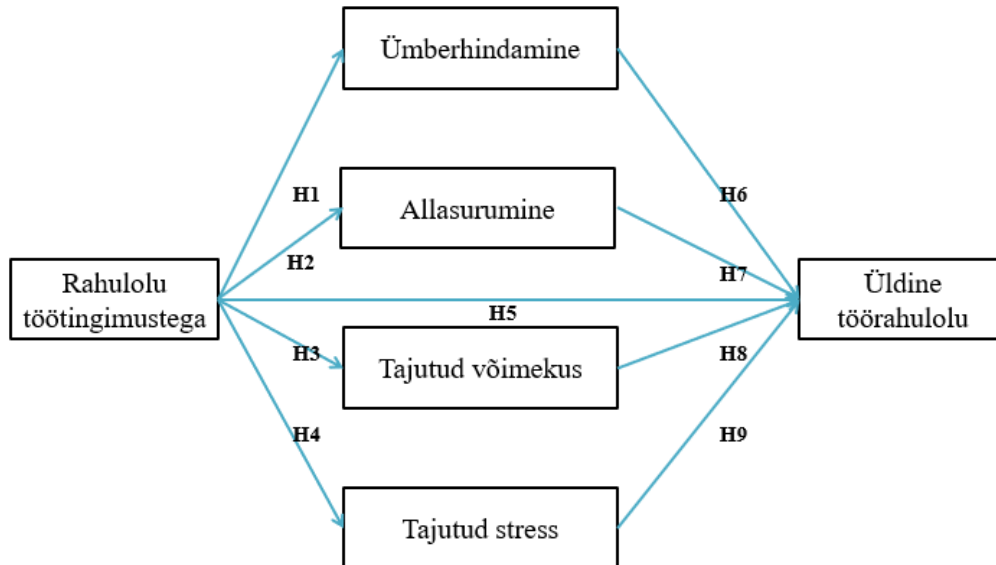 Ümberhindamine
H1
H6
Allasurumine
H2
H7
Rahulolu
töötingimustega
Üldine
töörahulolu
H5
H3
Tajutud võimekus
H8
H4
H9
Tajutud stress